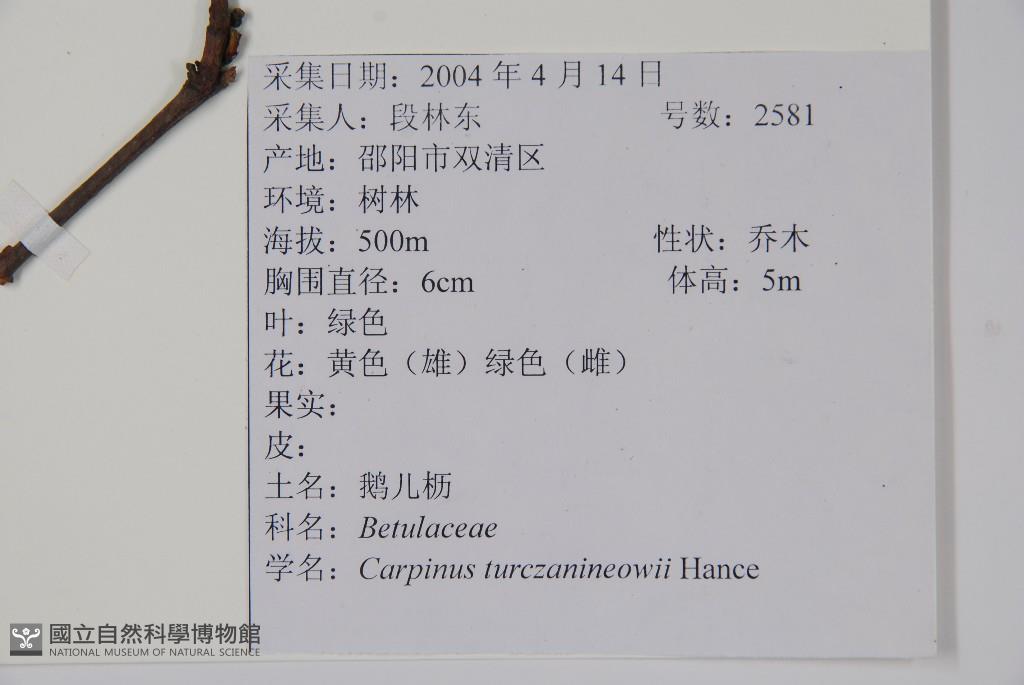 采集日期：2004 年 4 月 14 日
采集人：段林东 号数：2581
产地：邵阳市双清区
环境：树林
海拔：500m 性状：乔木
胸围直径：6cm 体高：5m
叶：绿色
花：黄色（雄）绿色（雌）
果实：
皮：
土名：鹅儿枥
科名：Betulaceae
学名：Carpinus turczanineowii Hance
國立自然科學博物館
NATIONAL MUSEUM OF NATURAL SCIENCE